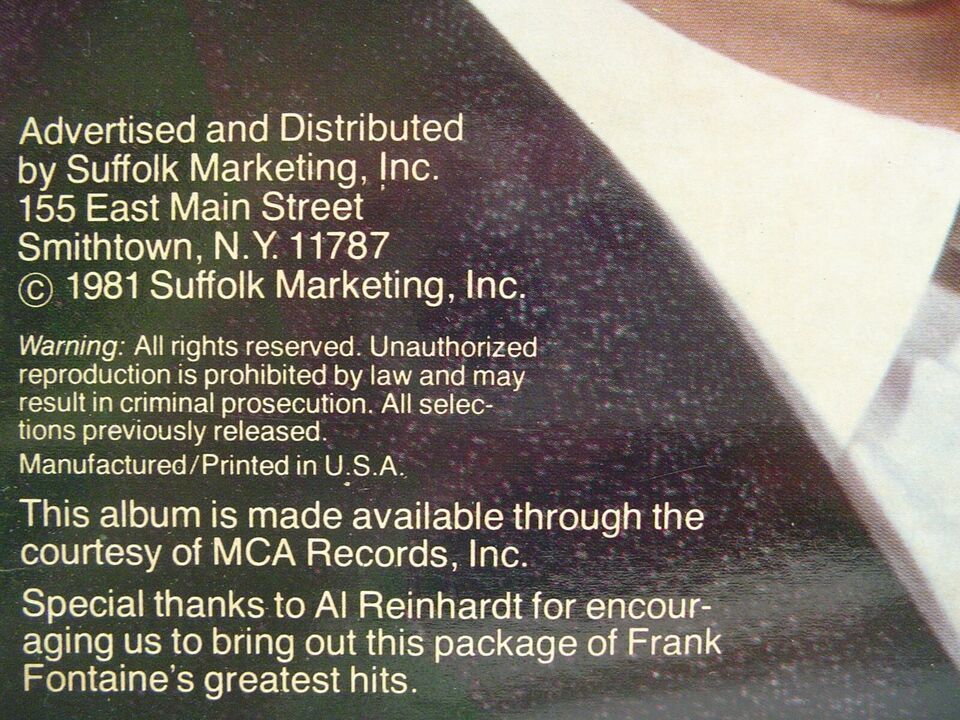 Advertised and Distributed
by Suffolk Marketing, Inc.
155 East Main Street
Smithtown, N.Y. 11787
© 1981 Suffolk Marketing, Inc.
Warning: All rights reserved. Unauthorized
reproduction is prohibited by law and may
result in criminal prosecution. All selec-
tions previously released.
Manufactured/Printed in U.S.A.
This album is made available through the
courtesy of MCA Records, Inc.
Special thanks to Al Reinhardt for encour-
aging us to bring out this package of Frank
Fontaine's greatest hits.